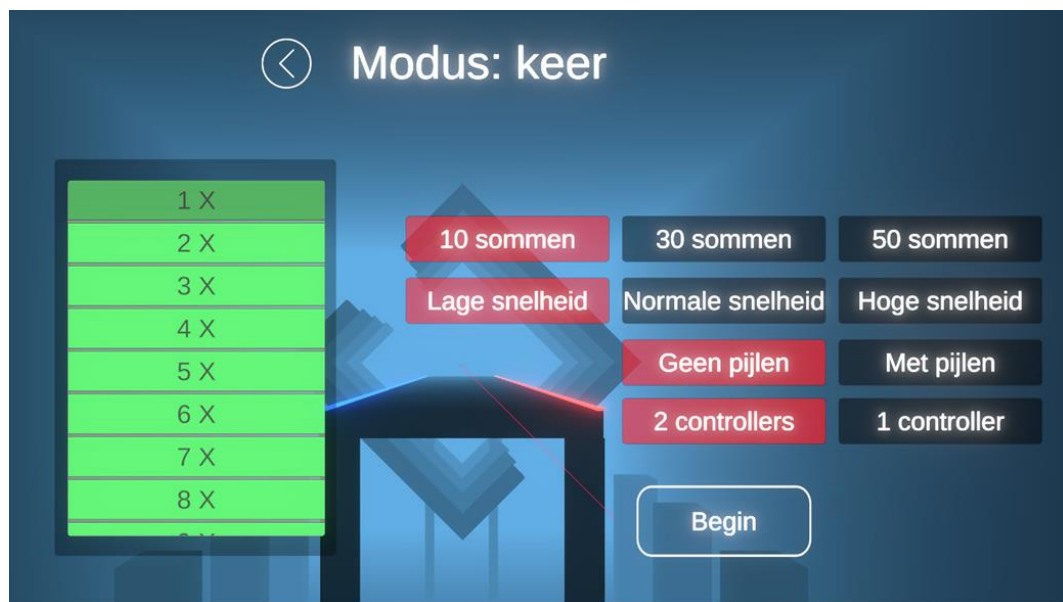 Modus: keer
1 X
2 X
3 X
4 X
5 X
6 X
7 X
8 X
10 sommen 30 sommen 50 sommen
Lage snelheid Normale snelheid Hoge snelheid
Geen pijlen Met pijlen
2 controllers 1 controller
Begin